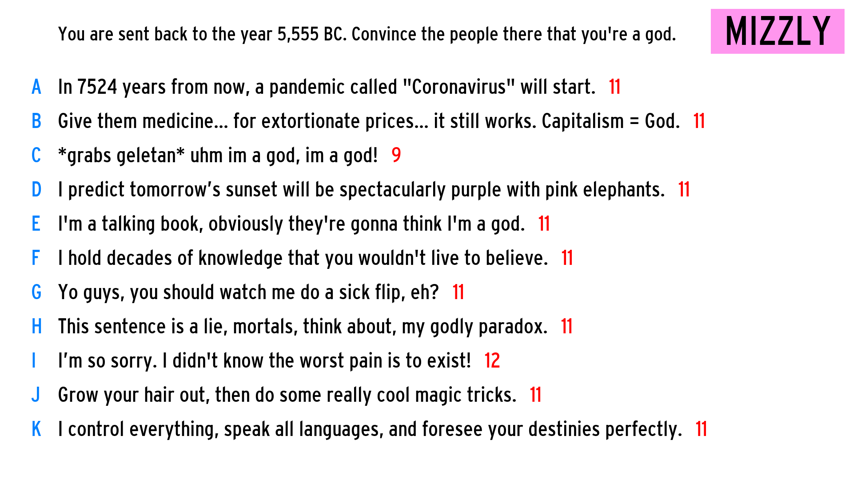 You are sent back to the year 5,555 BC. Convince the people there that you're a god.
MIZZLY
A In 7524 years from now, a pandemic called "Coronavirus" will start. 11
B Give them medicine... for extortionate prices... it still works. Capitalism = God. 11
C *grabs geletan* uhm im a god, im a god! 9
D I predict tomorrow’s sunset will be spectacularly purple with pink elephants. 11
E I'm a talking book, obviously they're gonna think I'm a god. 11
F I hold decades of knowledge that you wouldn't live to believe. 11
G Yo guys, you should watch me do a sick flip, eh? 11
H This sentence is a lie, mortals, think about, my godly paradox. 11
I I’m so sorry. I didn't know the worst pain is to exist! 12
J Grow your hair out, then do some really cool magic tricks. 11
K I control everything, speak all languages, and foresee your destinies perfectly. 11